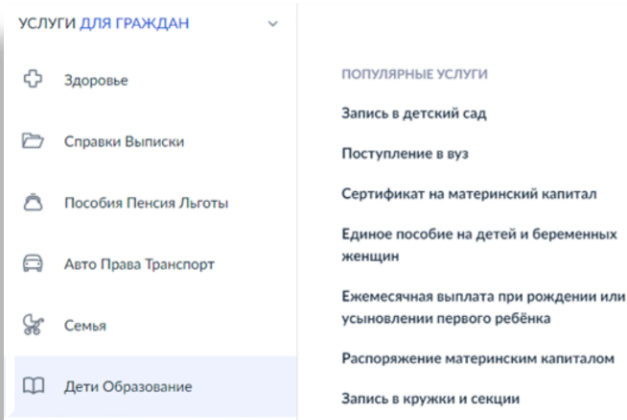 УСЛУГИ ДЛЯ ГРАЖДАН
Здоровье
Справки Выписки
Пособия Пенсия Льготы
Авто Права Транспорт
Семья
Дети Образование
ПОПУЛЯРНЫЕ УСЛУГИ
Запись в детский сад
Поступление в вуз
Сертификат на материнский капитал
Единое пособие на детей и беременных
женщин
Ежемесячная выплата при рождении или
усыновлении первого ребёнка
Распоряжение материнским капиталом
Запись в кружки и секции